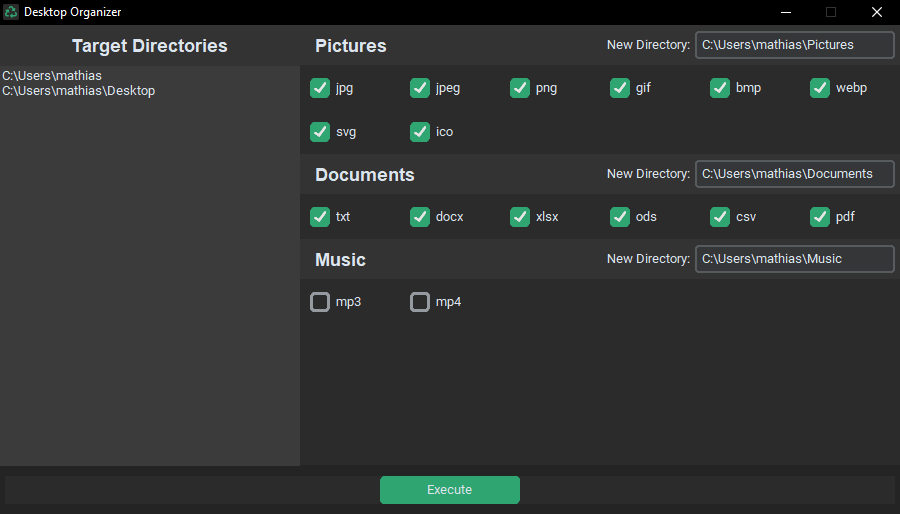 Desktop Organizer
Target Directories
C:\Users\mathias
C:\Users\mathias\Desktop
Pictures New Directory: C:\Users\mathias\Pictures
jpg jpeg png gif bmp webp
svg ico
Documents New Directory: C:\Users\mathias\Documents
txt docx xlsx ods csv pdf
Music New Directory: C:\Users\mathias\Music
mp3 mp4
Execute